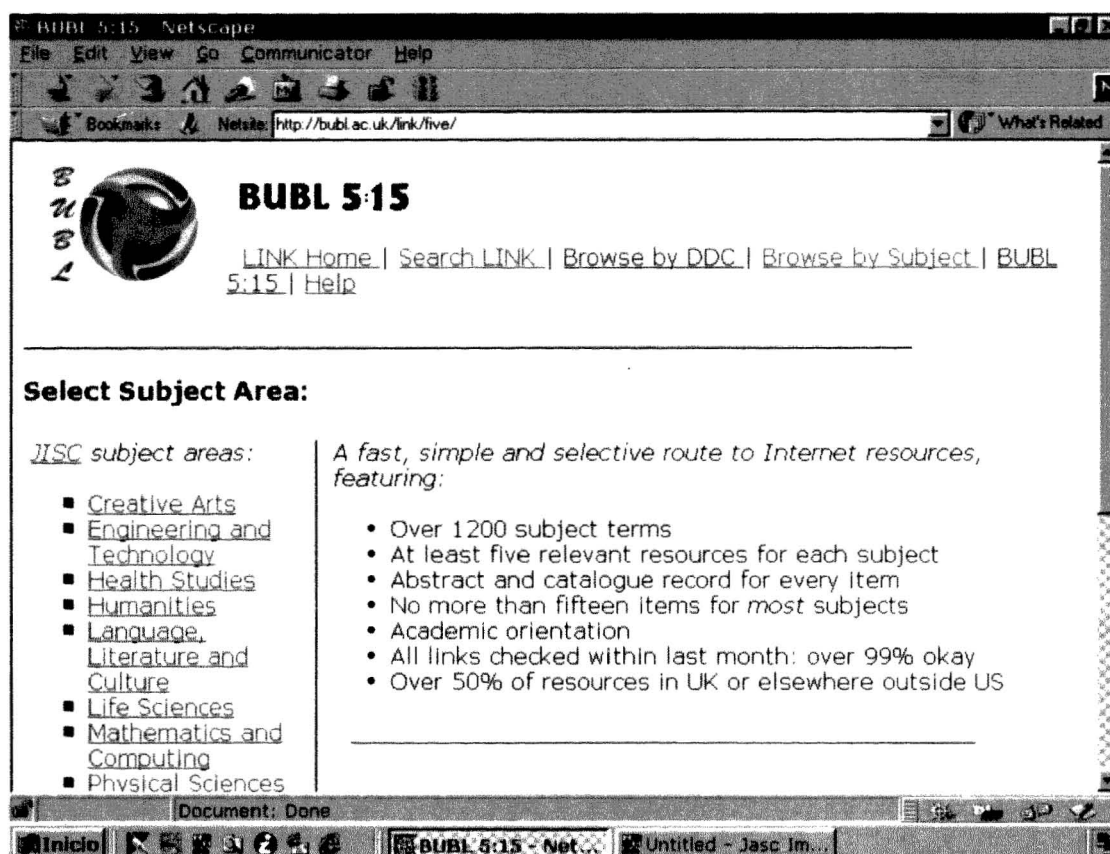 BUBL 5:15 Netscape
File Edit View Go Communicator Help
Bookmarks Netsite: http://bubl.ac.uk/link/five/ What's Related
B
U
B
L
BUBL 5:15
LINK Home | Search LINK | Browse by DDC | Browse by Subject | BUBL
5:15 | Help
Select Subject Area:
JISC subject areas:
■ Creative Arts
■ Engineering and
Technology
■ Health Studies
■ Humanities
■ Language,
Literature and
Culture
■ Life Sciences
■ Mathematics and
Computing
■ Physical Sciences
A fast, simple and selective route to Internet resources,
featuring:
• Over 1200 subject terms
• At least five relevant resources for each subject
• Abstract and catalogue record for every item
• No more than fifteen items for most subjects
• Academic orientation
• All links checked within last month: over 99% okay
• Over 50% of resources in UK or elsewhere outside US
Document: Done
Inicio BUBL 5:15 - Net... Untitled - Jasc Im...